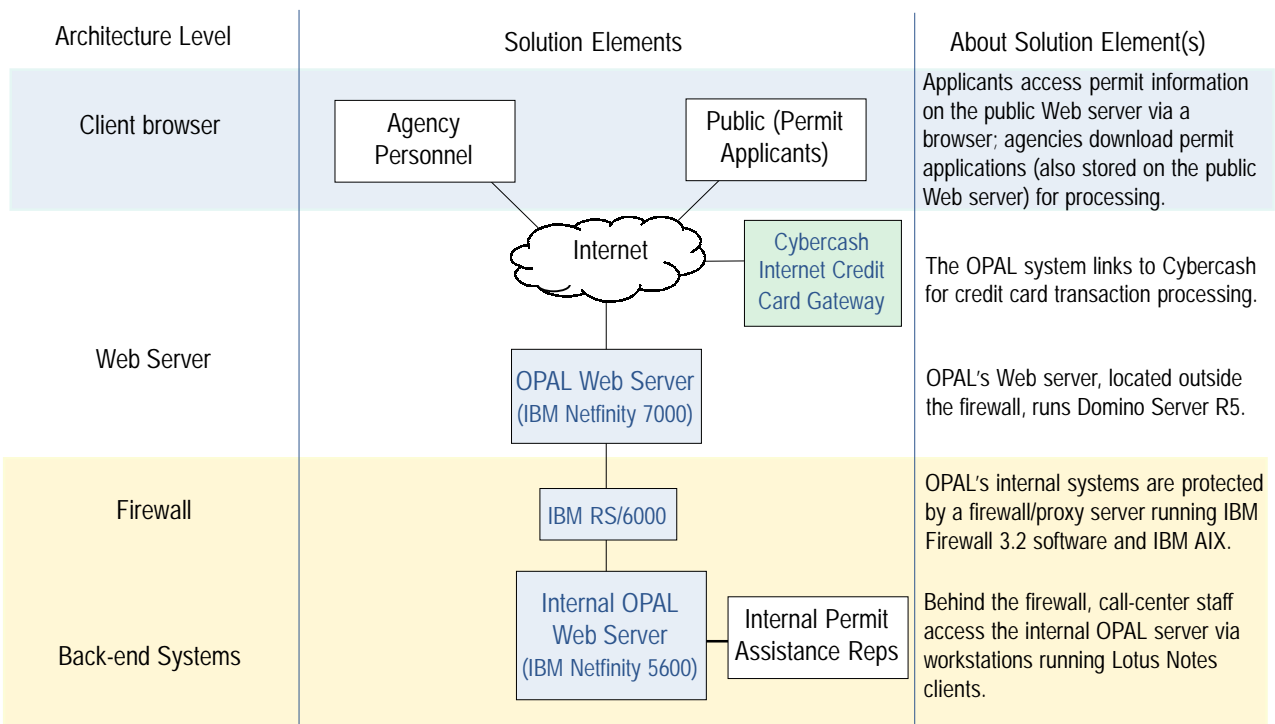 Architecture Level
Solution Elements
About Solution Element(s)
Client browser
Agency
Personnel
Public (Permit
Applicants)
Applicants access permit information
on the public Web server via a
browser; agencies download permit
applications (also stored on the public
Web server) for processing.
Internet
Cybercash
Internet Credit
Card Gateway
The OPAL system links to Cybercash
for credit card transaction processing.
Web Server
OPAL Web Server
(IBM Netfinity 7000)
OPAL's Web server, located outside
the firewall, runs Domino Server R5.
Firewall
IBM RS/6000
OPAL's internal systems are protected
by a firewall/proxy server running IBM
Firewall 3.2 software and IBM AIX.
Back-end Systems
Internal OPAL
Web Server
(IBM Netfinity 5600)
Internal Permit
Assistance Reps
Behind the firewall, call-center staff
access the internal OPAL server via
workstations running Lotus Notes
clients.